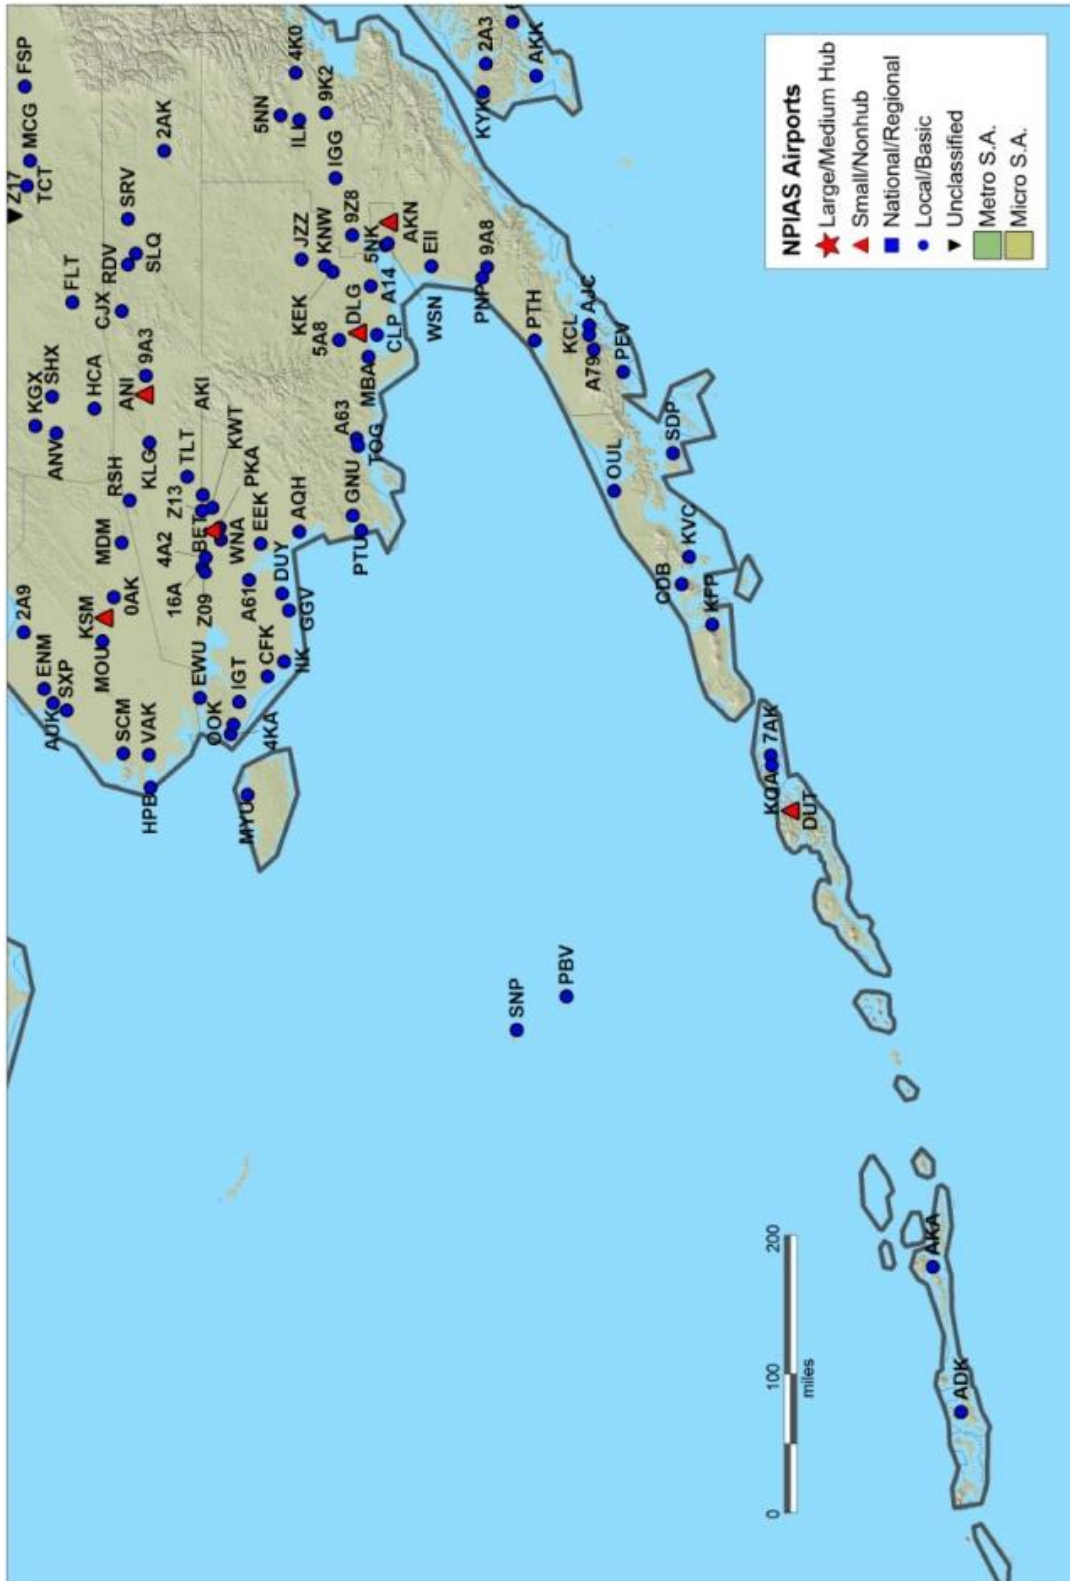 Z17
FSP
2A9
MCG
KGX
TCT
ENM
SHX
AUK
ANV
SXP
FLT
KSM
HCA
MOU
CJX
MDM
RSH
RDV
SCM
0AK
ANI
SRV
VAK
9A3
SLQ
HPB
KLG
2AK
16A
4A2
Z13
TLT
EWU
Z09
BET
AKI
OOK
KWT
IGT
WNA
PKA
MYU
A61
EEK
4KA
CFK
DUY
5NN
IIK
GGV
AQH
KEK
JZZ
ILI
4K0
KNW
9K2
5A8
IGG
PTU
GNU
A63
DLG
9Z8
TOG
MBA
5NK
CLP
A14
AKN
WSN
EII
PNP
9A8
KYK
2A3
SNP
PTH
AKK
PBV
KCL
AJC
A79
OUL
PEV
SDP
CDB
KVC
KFP
KQA
7AK
DUT
AKA
ADK
0
100
200
miles
NPIAS Airports
Large/Medium Hub
Small/Nonhub
National/Regional
Local/Basic
Unclassified
Metro S.A.
Micro S.A.